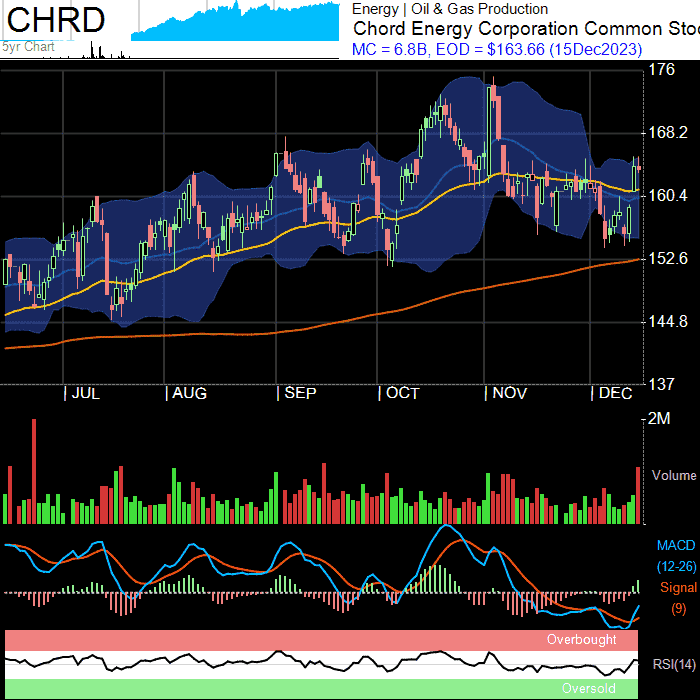 CHRD
5yr Chart
Energy | Oil & Gas Production
Chord Energy Corporation Common Stoc
MC = 6.8B, EOD = $163.66 (15Dec2023)
176
168.2
160.4
152.6
144.8
137
| JUL
| AUG
| SEP
| OCT
| NOV
| DEC
2M
Volume
MACD
(12-26)
Signal
(9)
Overbought
RSI(14)
Oversold